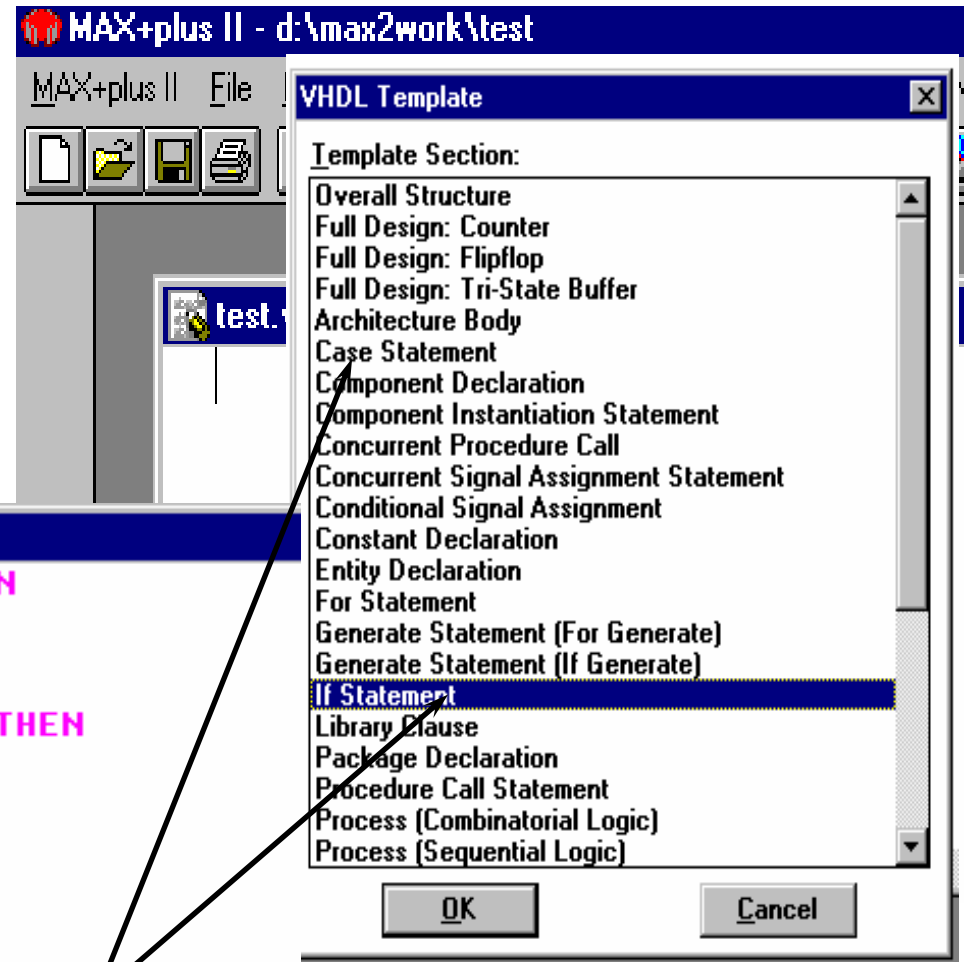 MAX+plus II - d:\max2work\test
MAX+plus II File
VHDL Template
Template Section:
Overall Structure
Full Design: Counter
Full Design: Flipflop
Full Design: Tri-State Buffer
Architecture Body
Case Statement
Component Declaration
Component Instantiation Statement
Concurrent Procedure Call
Concurrent Signal Assignment Statement
Conditional Signal Assignment
Constant Declaration
Entity Declaration
For Statement
Generate Statement (For Generate)
Generate Statement (If Generate)
If Statement
Library Clause
Package Declaration
Procedure Call Statement
Process (Combinatorial Logic)
Process (Sequential Logic)
OK Cancel
test.
N
THEN